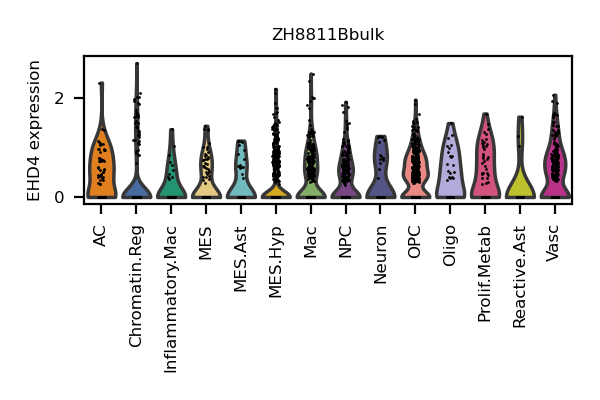 ZH8811Bbulk
EHD4 expression
2
0
AC
Chromatin.Reg
Inflammatory.Mac
MES
MES.Ast
MES.Hyp
Mac
NPC
Neuron
OPC
Oligo
Prolif.Metab
Reactive.Ast
Vasc